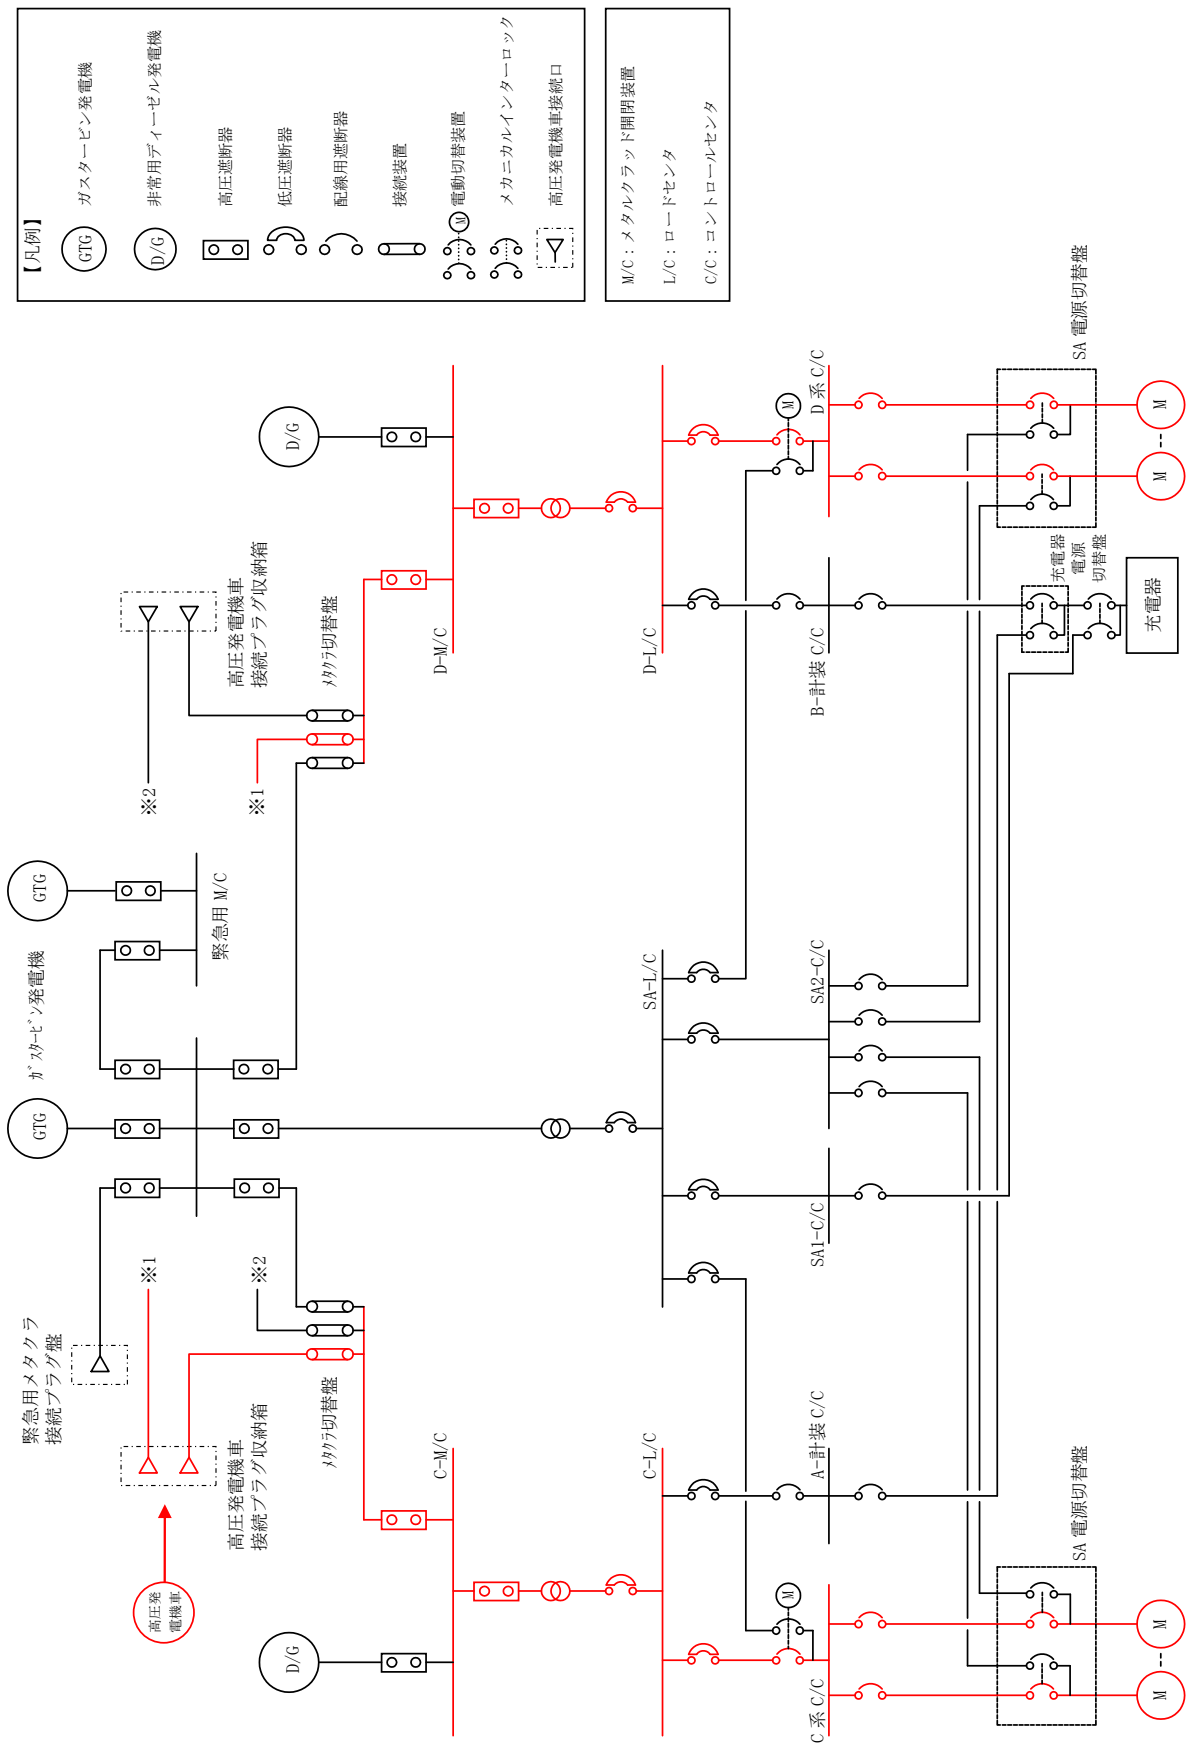 【凡例】
GTG
ガスタービン発電機
D/G
非常用ディーゼル発電機
高圧遮断器
低圧遮断器
配線用遮断器
接続装置
M
電動切替装置
メカニカルインターロック
高圧発電機車接続口
M/C：メタルクラッド開閉装置
L/C：ロードセンタ
C/C：コントロールセンタ
緊急用メタクラ
接続プラグ盤
GTG
ｶﾞｽﾀｰﾋﾞﾝ発電機
GTG
緊急用 M/C
高圧発
電機車
※1
※2
高圧発電機車
接続プラグ収納箱
※2
※1
高圧発電機車
接続プラグ収納箱
D/G
ﾒﾀｸﾗ切替盤
ﾒﾀｸﾗ切替盤
D/G
C-M/C
D-M/C
C-L/C
SA-L/C
D-L/C
M
M
C 系 C/C
A-計装 C/C
SA1-C/C
SA2-C/C
B-計装 C/C
D 系 C/C
SA 電源切替盤
充電器
電源
切替盤
SA 電源切替盤
M
M
充電器
M
M